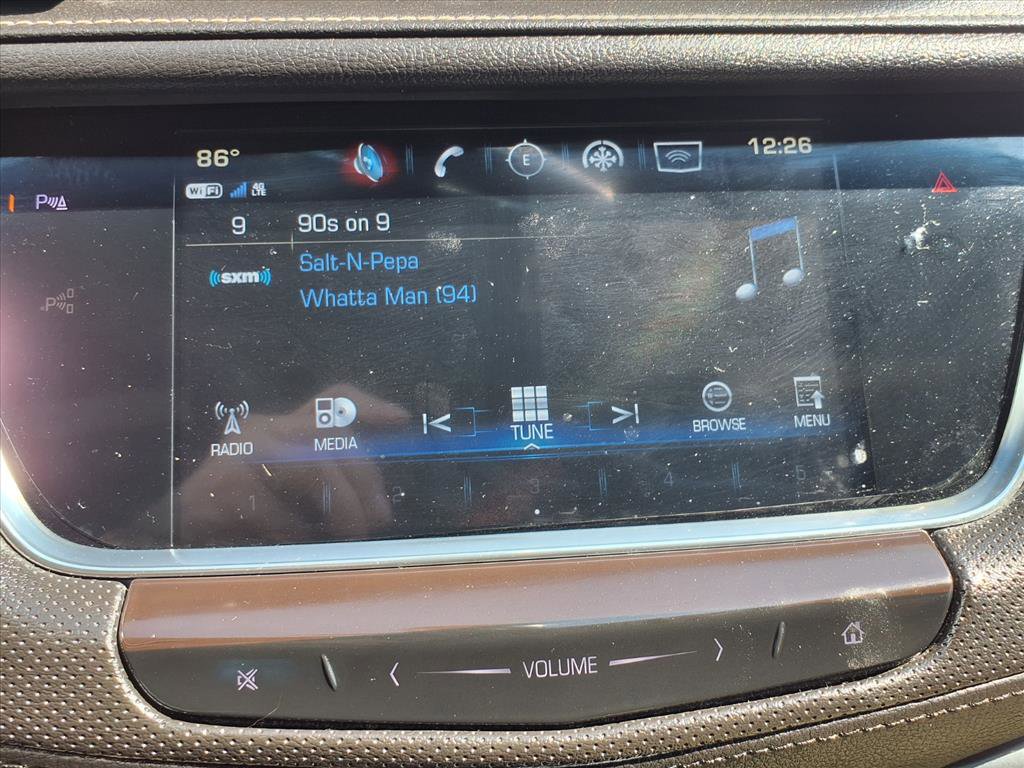 86° 12:26
WiFi 4G LTE
P
9 90s on 9
E
sxm Salt-N-Pepa
P
Whatta Man (94)
RADIO MEDIA TUNE BROWSE MENU
1 2 3 4 5
VOLUME